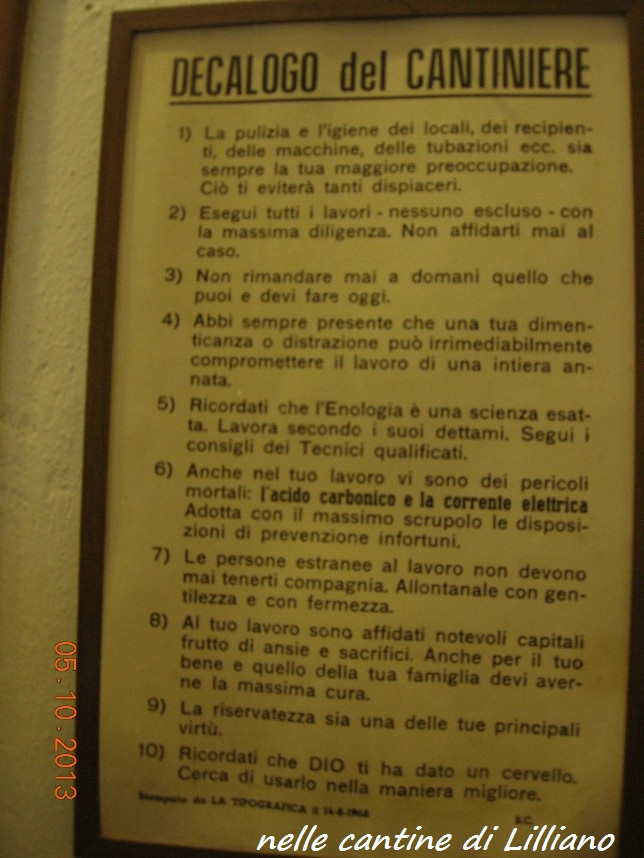 DECALOGO del CANTINIERE
1) La pulizia e l'igiene dei locali, dei recipien-
ti, delle macchine, delle tubazioni ecc. sia
sempre la tua maggiore preoccupazione.
Ciò ti eviterà tanti dispiaceri.
2) Esegui tutti i lavori - nessuno escluso - con
la massima diligenza. Non affidarti mai al
caso.
3) Non rimandare mai a domani quello che
puoi e devi fare oggi.
4) Abbi sempre presente che una tua dimen-
ticanza o distrazione può irrimediabilmente
compromettere il lavoro di una intiera an-
nata.
5) Ricordati che l'Enologia è una scienza esat-
ta. Lavora secondo i suoi dettami. Segui i
consigli dei Tecnici qualificati.
6) Anche nel tuo lavoro vi sono dei pericoli
mortali: l'acido carbonico e la corrente elettrica
Adotta con il massimo scrupolo le disposi-
zioni di prevenzione infortuni.
7) Le persone estranee al lavoro non devono
mai tenerti compagnia. Allontanale con gen-
tilezza e con fermezza.
8) Al tuo lavoro sono affidati notevoli capitali
frutto di ansie e sacrifici. Anche per il tuo
bene e quello della tua famiglia devi aver-
ne la massima cura.
9) La riservatezza sia una delle tue principali
virtù.
10) Ricordati che DIO ti ha dato un cervello.
Cerca di usarlo nella maniera migliore.
Stampato da LA TIPOGRAFICA il 14-8-1968
S.C.
05.10.2013
nelle cantine di Lilliano